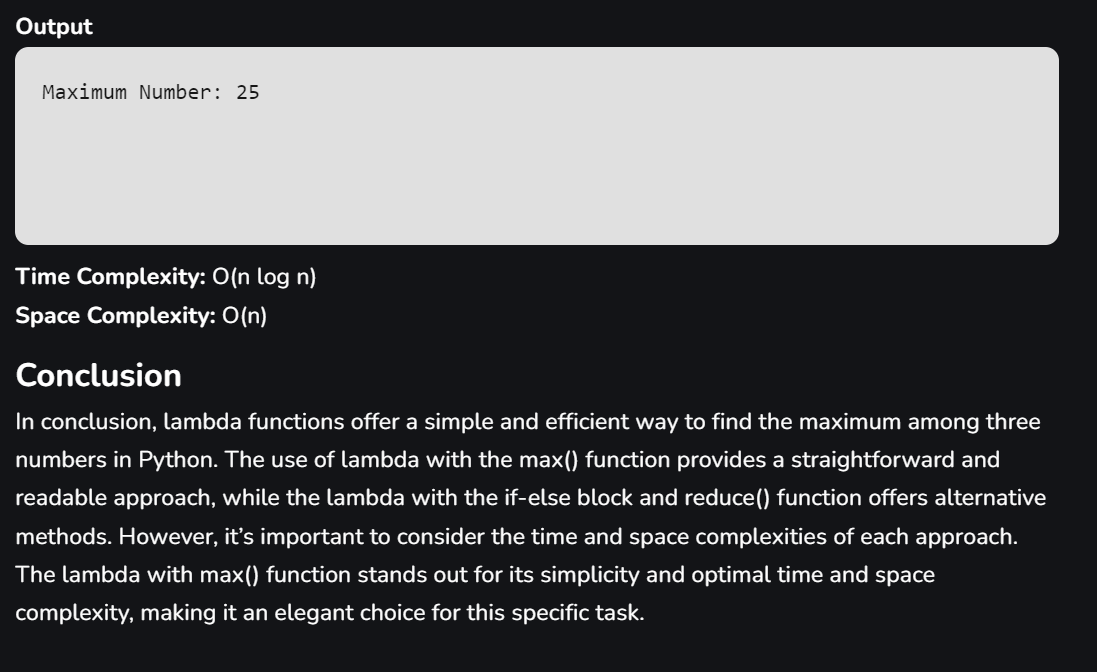 Output
Maximum Number: 25
Time Complexity: O(n log n)
Space Complexity: O(n)
Conclusion
In conclusion, lambda functions offer a simple and efficient way to find the maximum among three
numbers in Python. The use of lambda with the max() function provides a straightforward and
readable approach, while the lambda with the if-else block and reduce() function offers alternative
methods. However, it’s important to consider the time and space complexities of each approach.
The lambda with max() function stands out for its simplicity and optimal time and space
complexity, making it an elegant choice for this specific task.